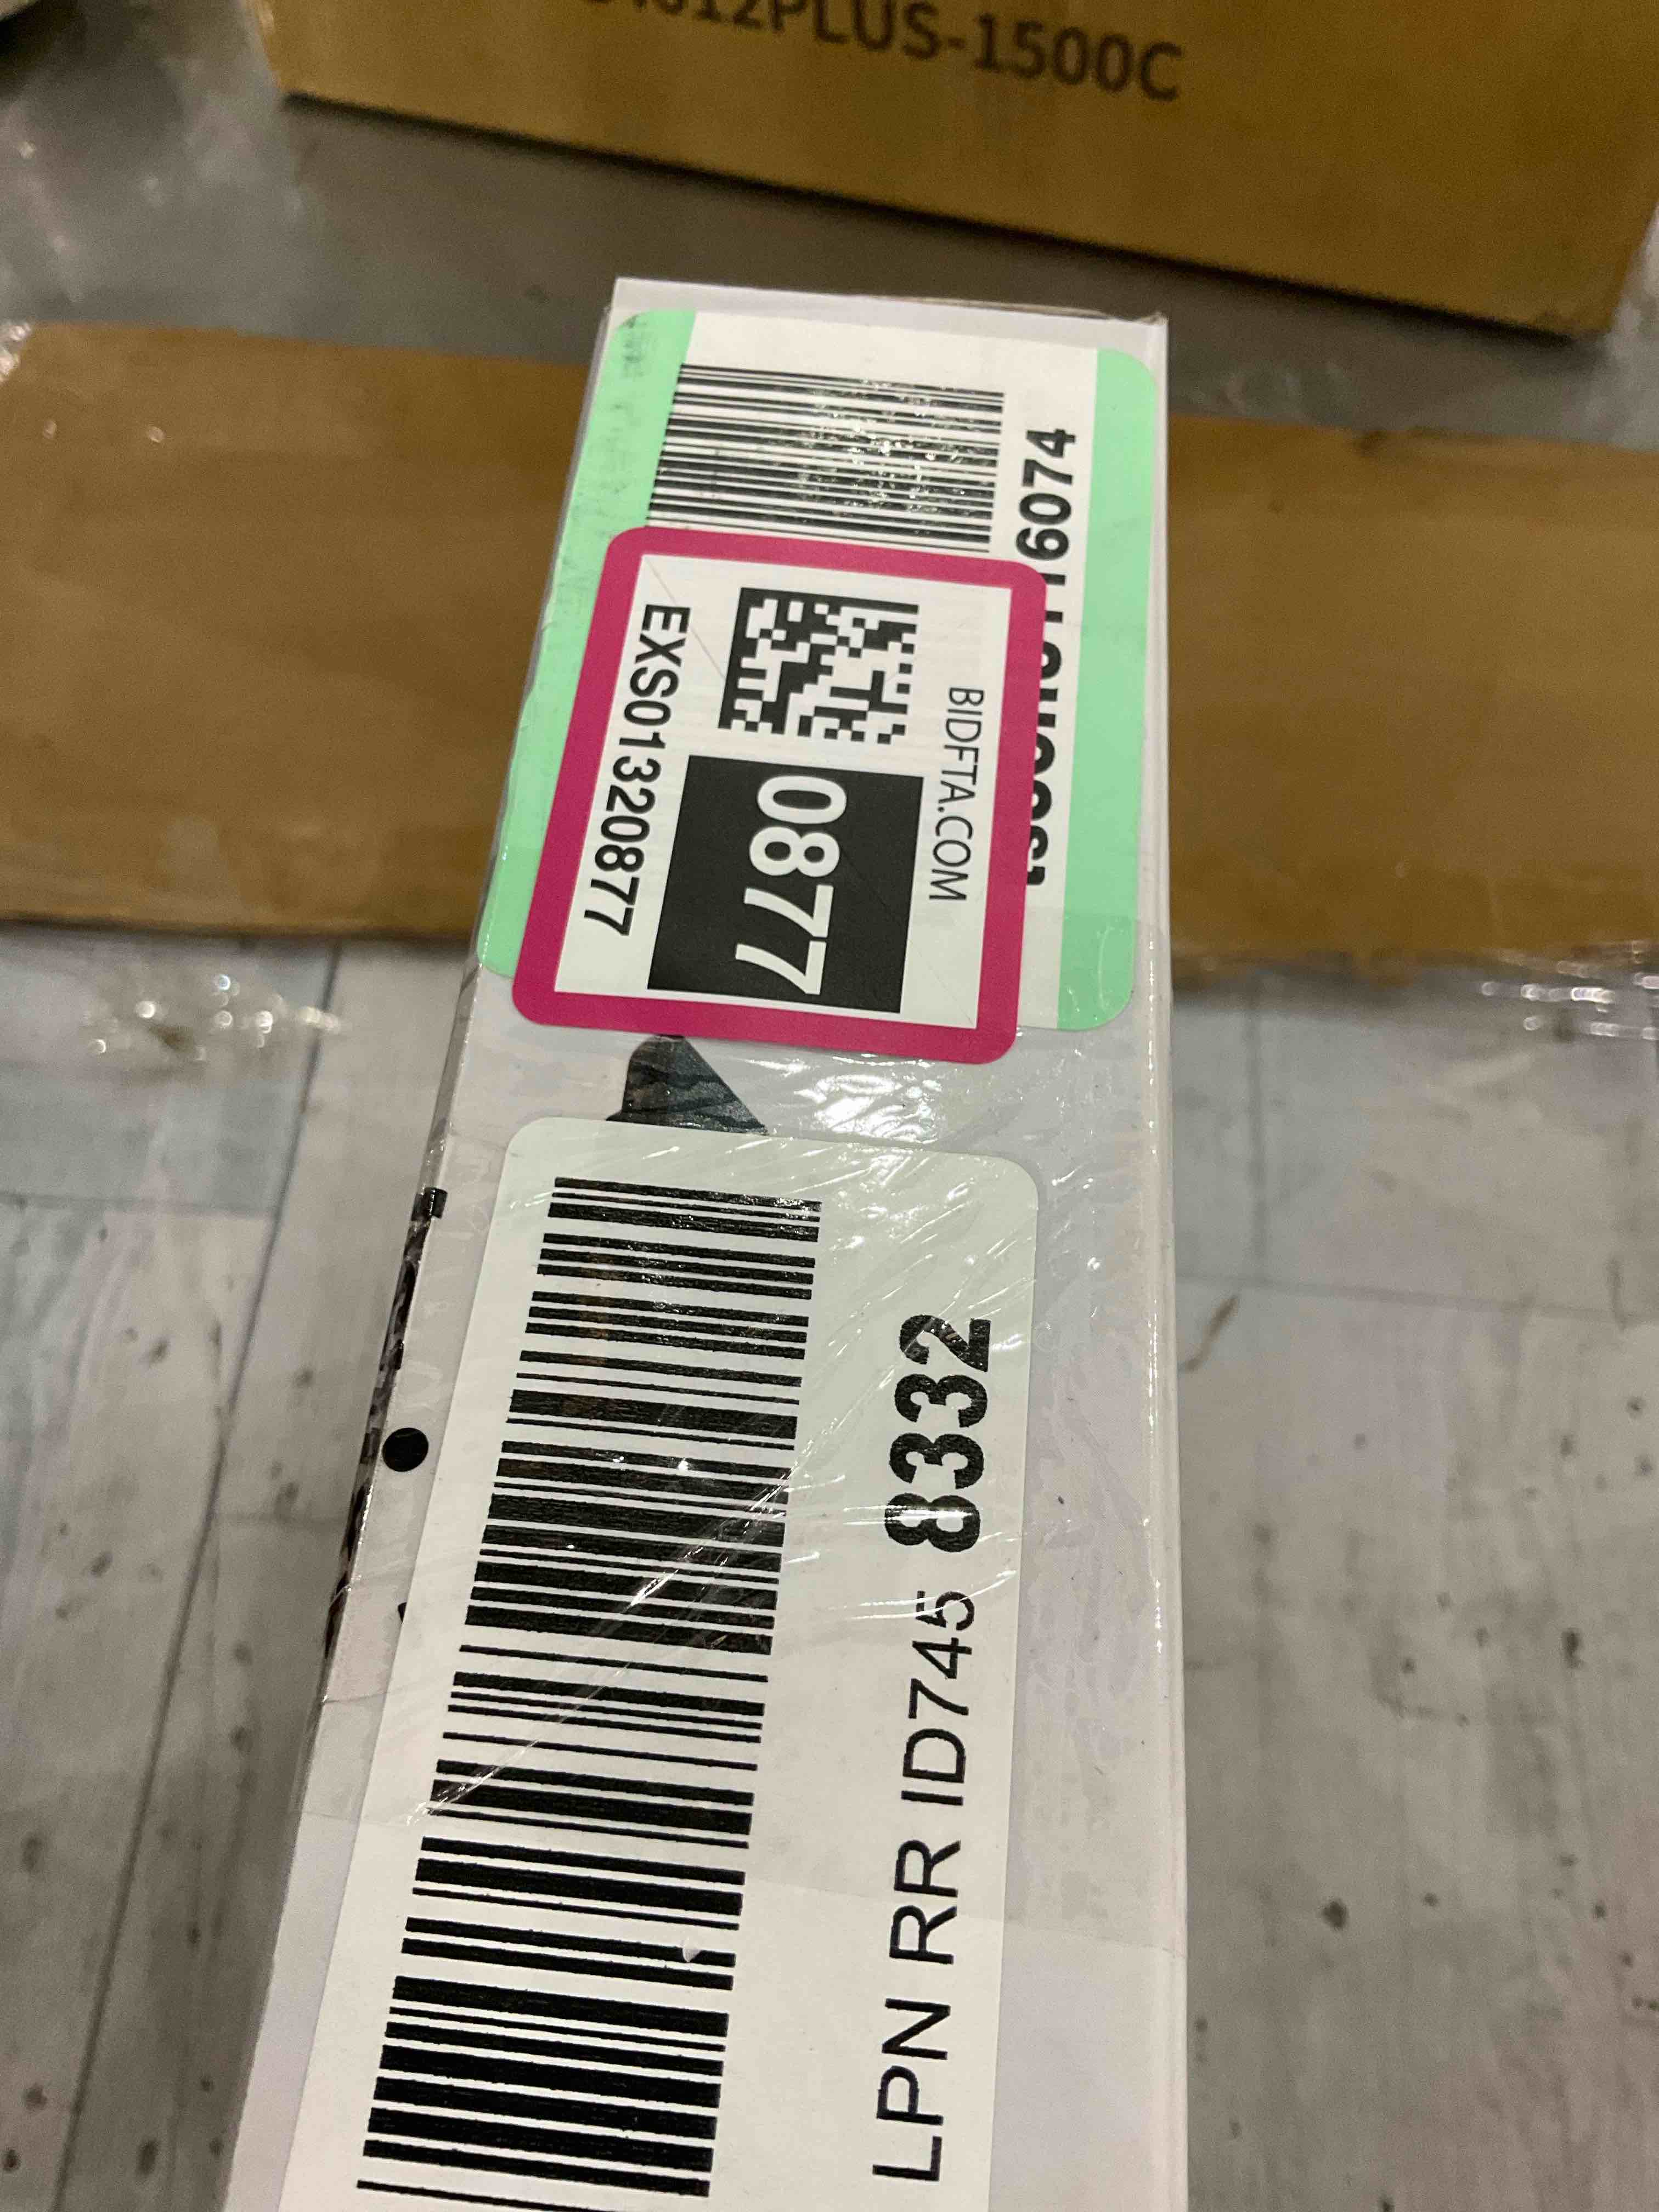 12PLUS-1500C
6074
BIDFTA.COM
0877
EXS01320877
LPN RR ID745 8332